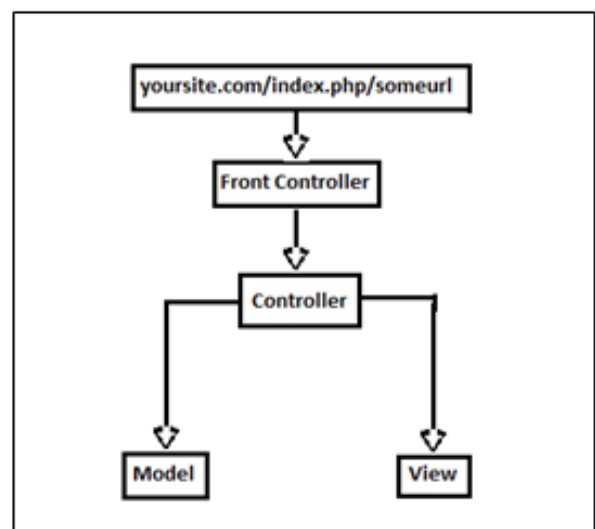 yoursite.com/index.php/someurl
Front Controller
Controller
Model
View